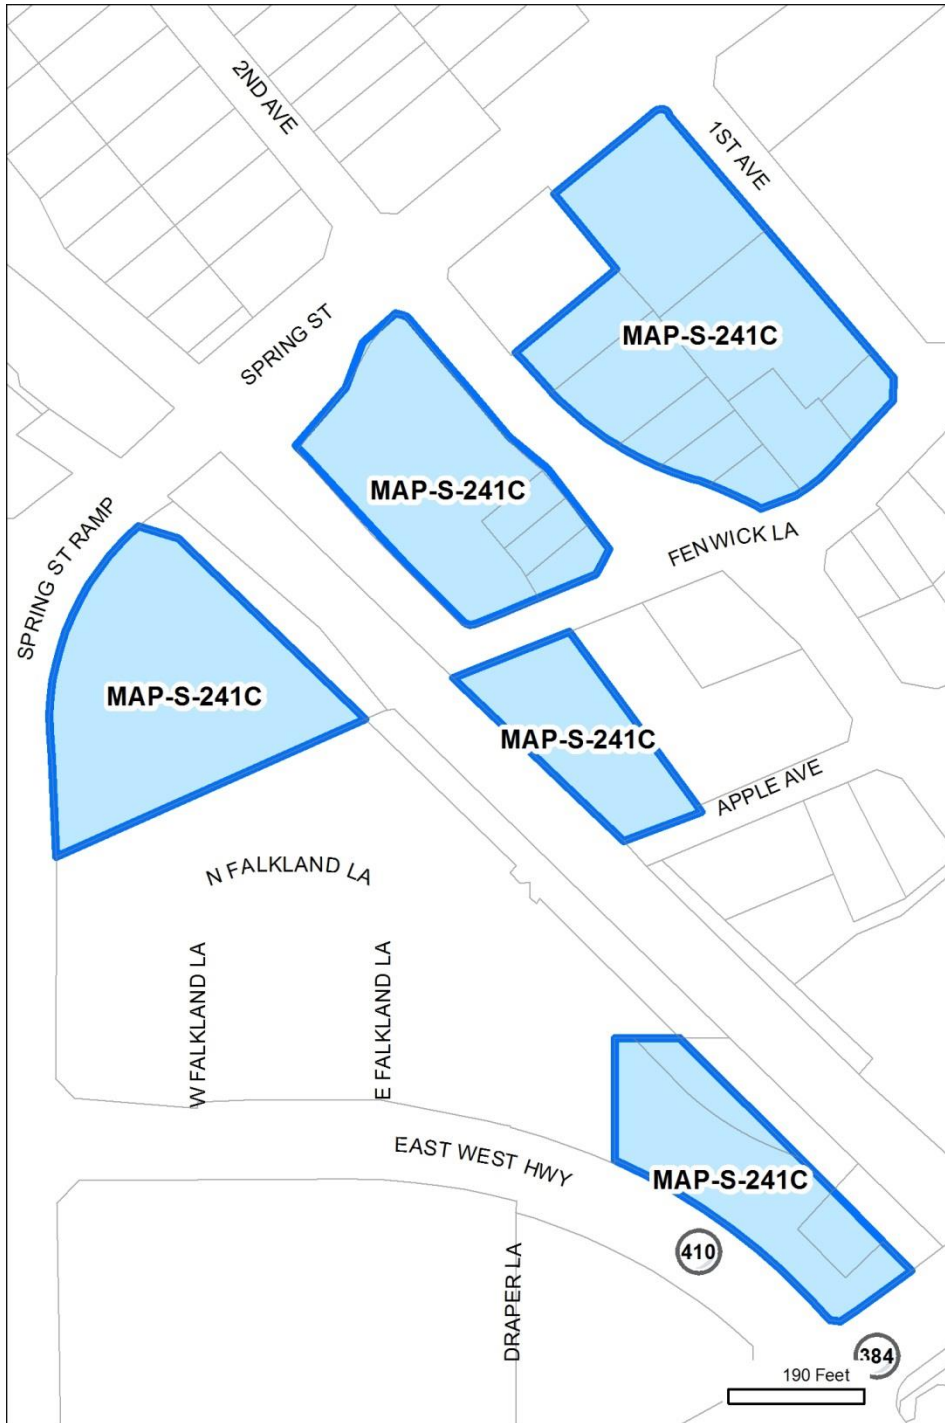 2ND AVE
1ST AVE
SPRING ST
MAP-S-241C
MAP-S-241C
FENWICK LA
SPRING ST RAMP
MAP-S-241C
MAP-S-241C
APPLE AVE
N FALKLAND LA
W FALKLAND LA
E FALKLAND LA
EAST WEST HWY
MAP-S-241C
410
DRAPER LA
384
190 Feet